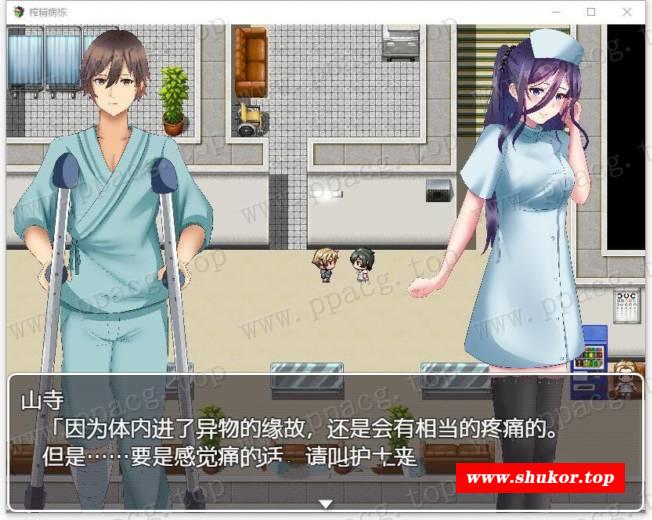 榨精病栋
www.ppacg.top
山寺
「因为体内进了异物的缘故，还是会有相当的疼痛的。
但是……要是感觉痛的话 请叫护士来
www.shukor.top